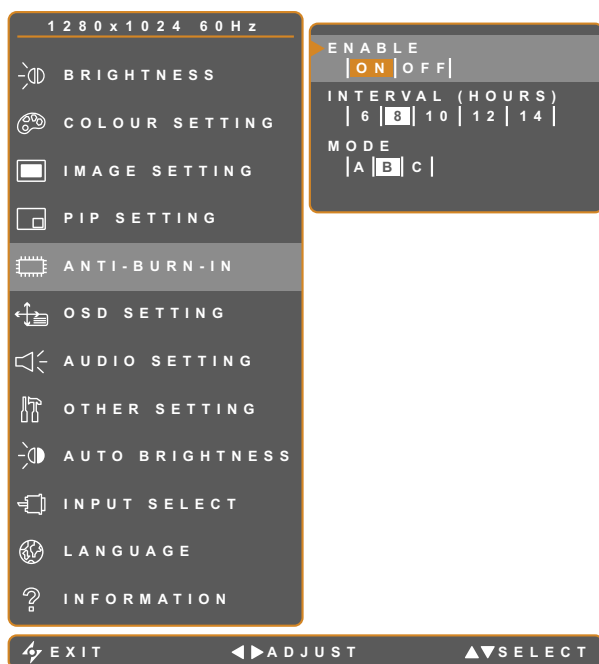 1280x1024 60Hz
BRIGHTNESS
COLOUR SETTING
IMAGE SETTING
PIP SETTING
ANTI-BURN-IN
OSD SETTING
AUDIO SETTING
OTHER SETTING
AUTO BRIGHTNESS
INPUT SELECT
LANGUAGE
INFORMATION
ENABLE
ON OFF
INTERVAL (HOURS)
6 8 10 12 14
MODE
A B C
EXIT ADJUST SELECT